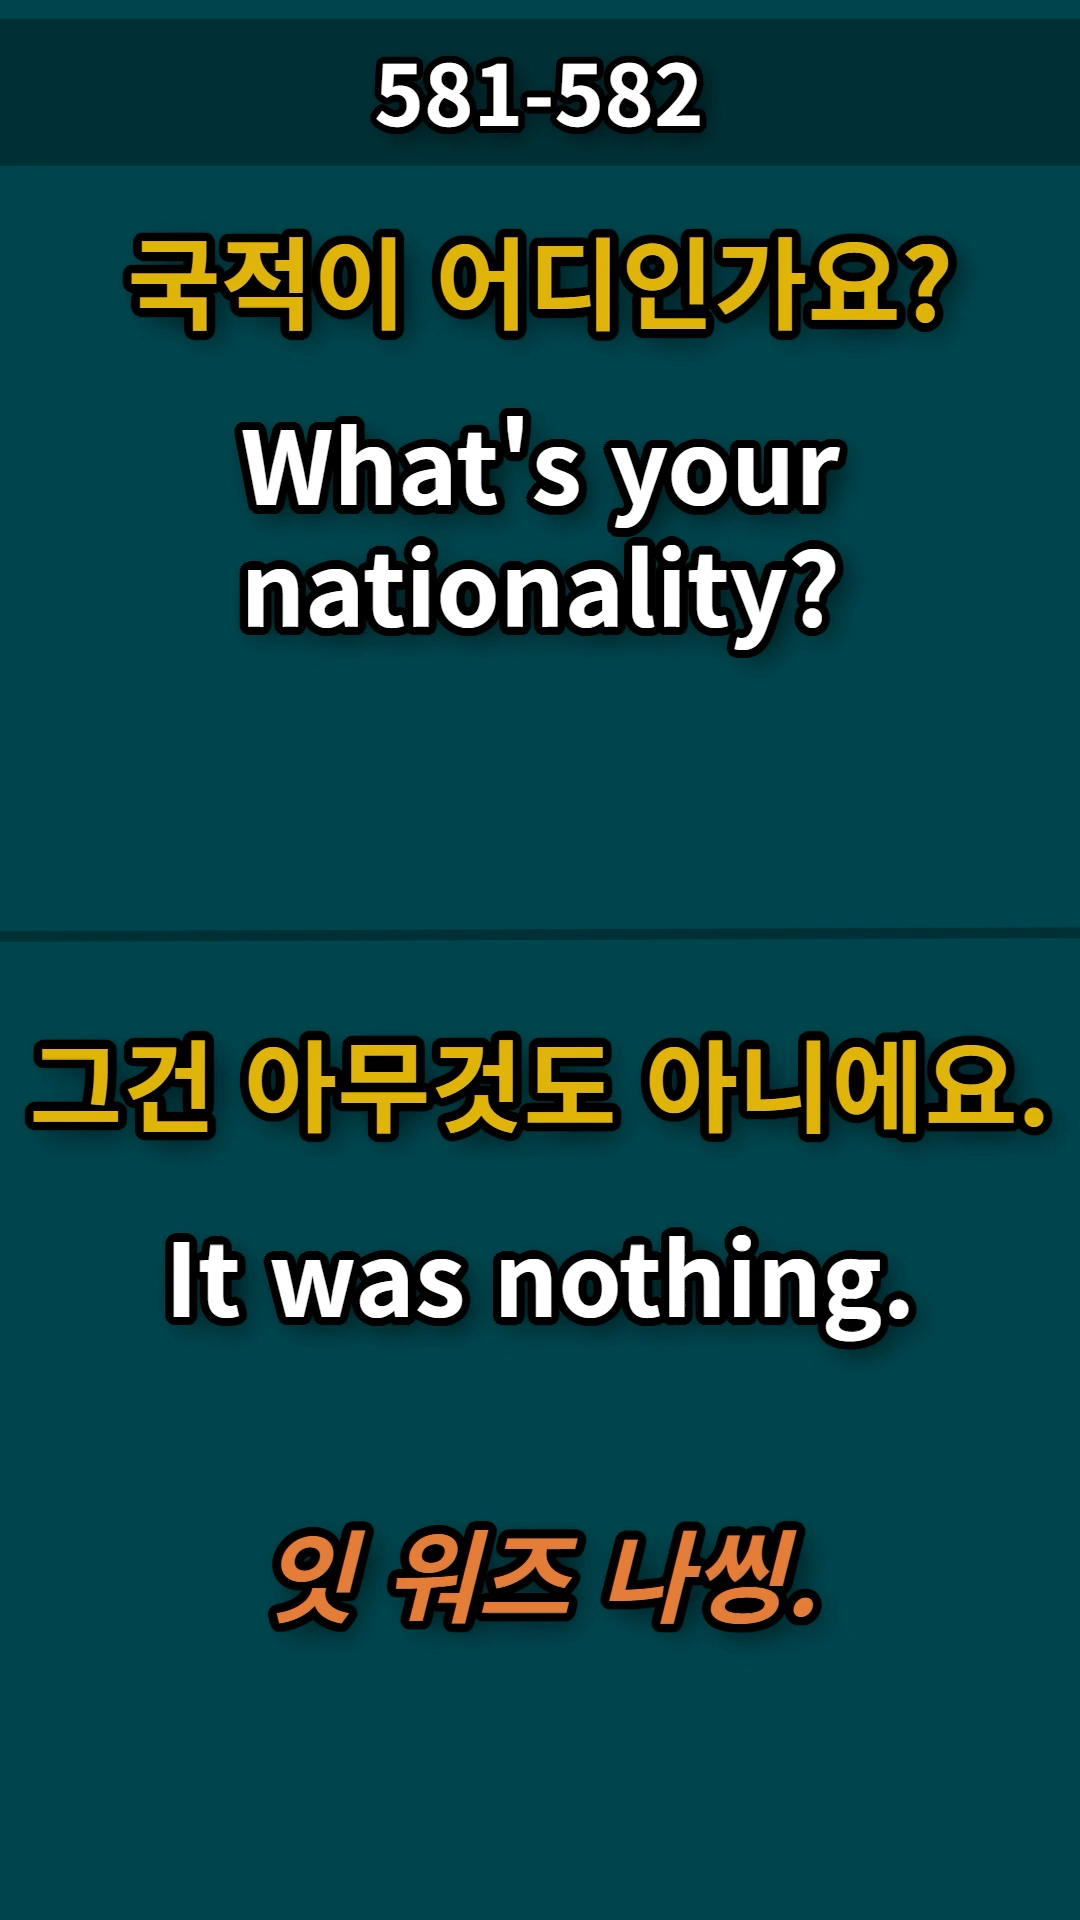 581-582
국적이 어디인가요?
What's your
nationality?
그건 아무것도 아니에요.
It was nothing.
잇 워즈 나씽.